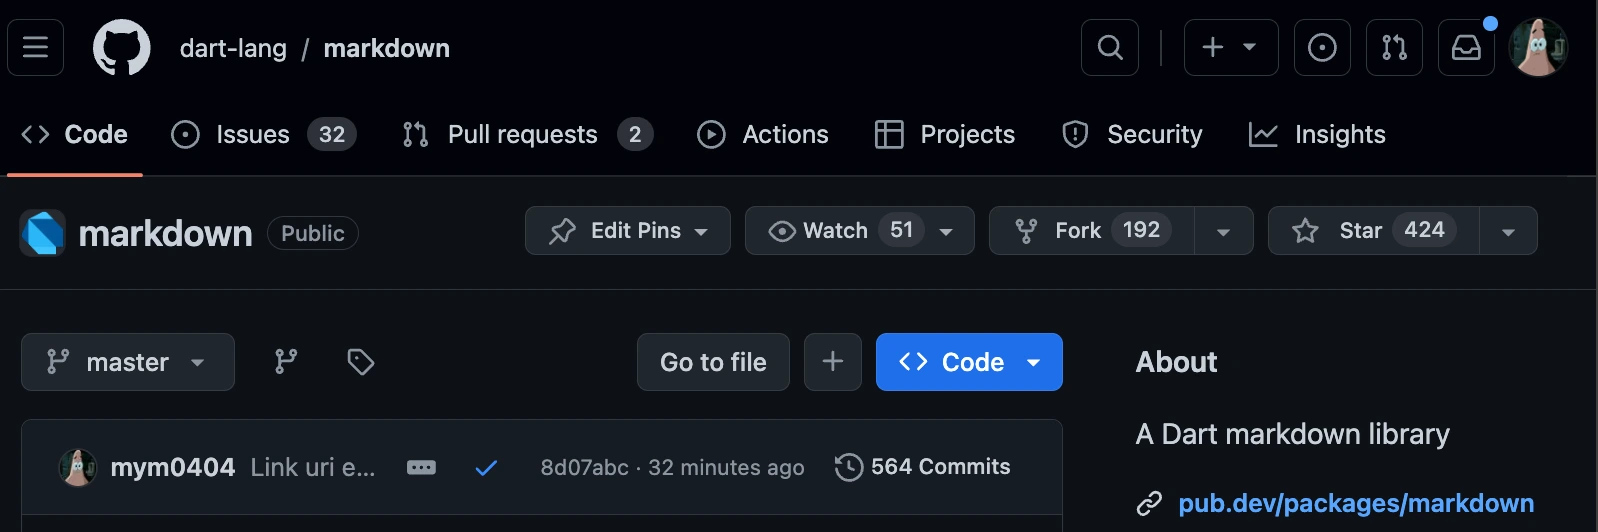 dart-lang / markdown
Code Issues 32 Pull requests 2 Actions Projects Security Insights
markdown Public Edit Pins Watch 51 Fork 192 Star 424
master Go to file Code About
A Dart markdown library
mym0404 Link uri e... 8d07abc · 32 minutes ago 564 Commits
pub.dev/packages/markdown